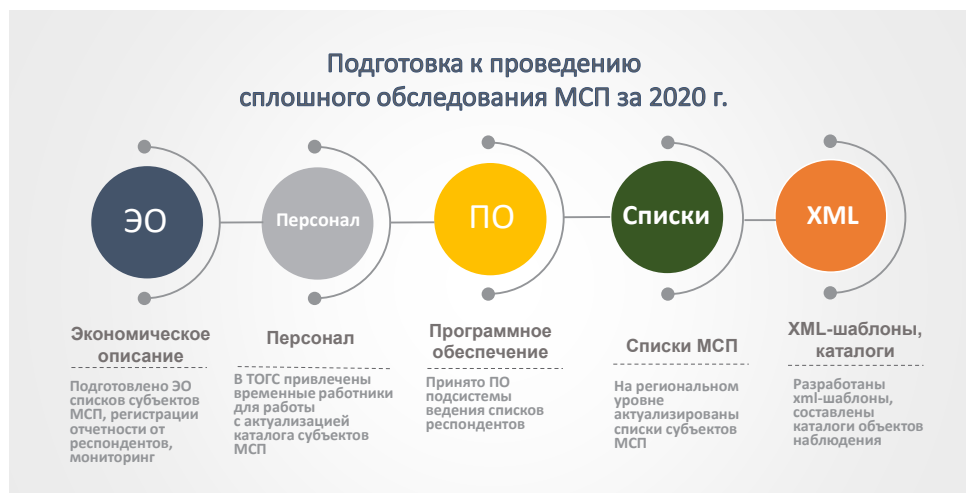 Подготовка к проведению
сплошного обследования МСП за 2020 г.
ЭО
Персонал
ПО
Списки
XML
Экономическое
описание
Подготовлено ЭО
списков субъектов
МСП, регистрации
отчетности от
респондентов,
мониторинг
Персонал
В ТОГС привлечены
временные работники
для работы
с актуализацией
каталога субъектов
МСП
Программное
обеспечение
Принято ПО
подсистемы
ведения списков
респондентов
Списки МСП
На региональном
уровне
актуализированы
списки субъектов
МСП
XML-шаблоны,
каталоги
Разработаны
xml-шаблоны,
составлены
каталоги объектов
наблюдения